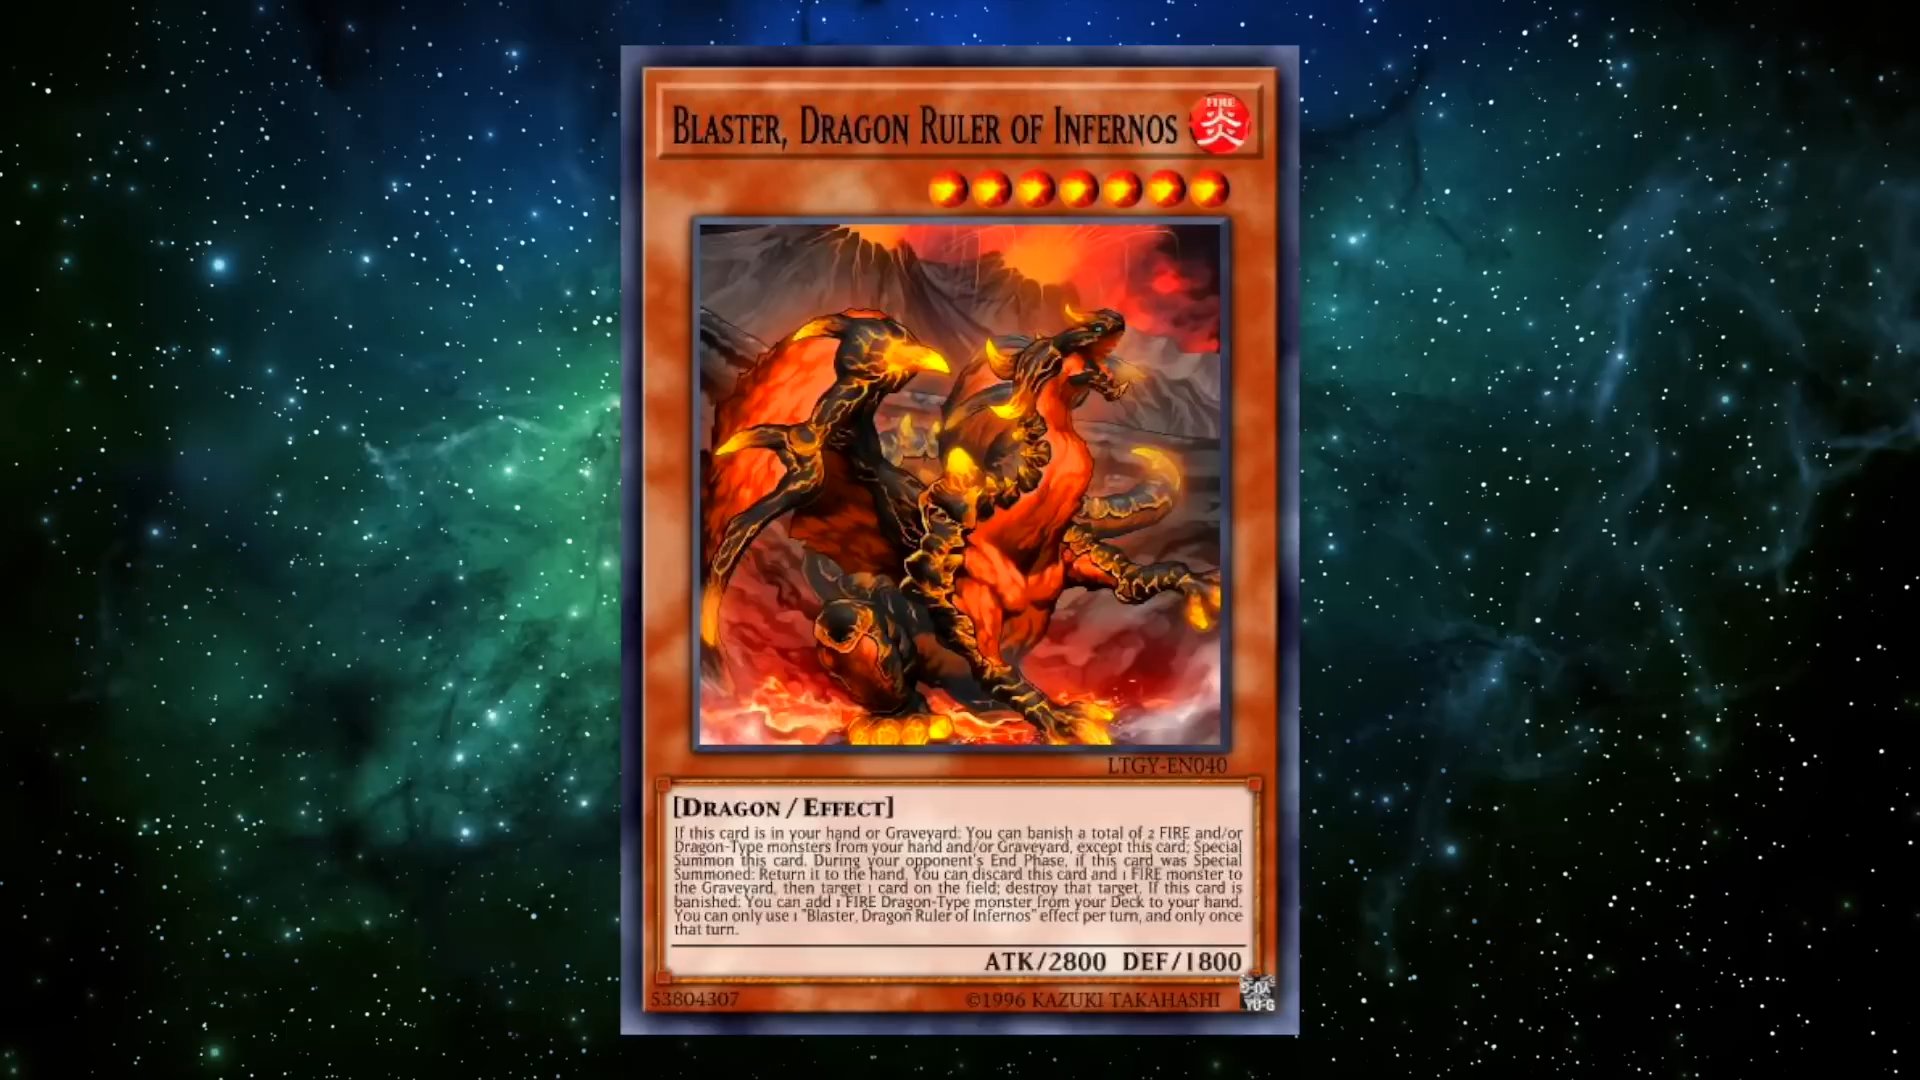 BLASTER, DRAGON RULER OF INFERNOS
FIRE
炎
LTGY-EN040
[DRAGON / EFFECT]
If this card is in your hand or Graveyard: You can banish a total of 2 FIRE and/or
Dragon-Type monsters from your hand and/or Graveyard, except this card; Special
Summon this card. During your opponent's End Phase, if this card was Special
Summoned: Return it to the hand. You can discard this card and 1 FIRE monster to
the Graveyard, then target 1 card on the field; destroy that target. If this card is
banished: You can add 1 FIRE Dragon-Type monster from your Deck to your hand.
You can only use 1 "Blaster, Dragon Ruler of Infernos" effect per turn, and only once
that turn.
ATK/2800 DEF/1800
53804307
©1996 KAZUKI TAKAHASHI